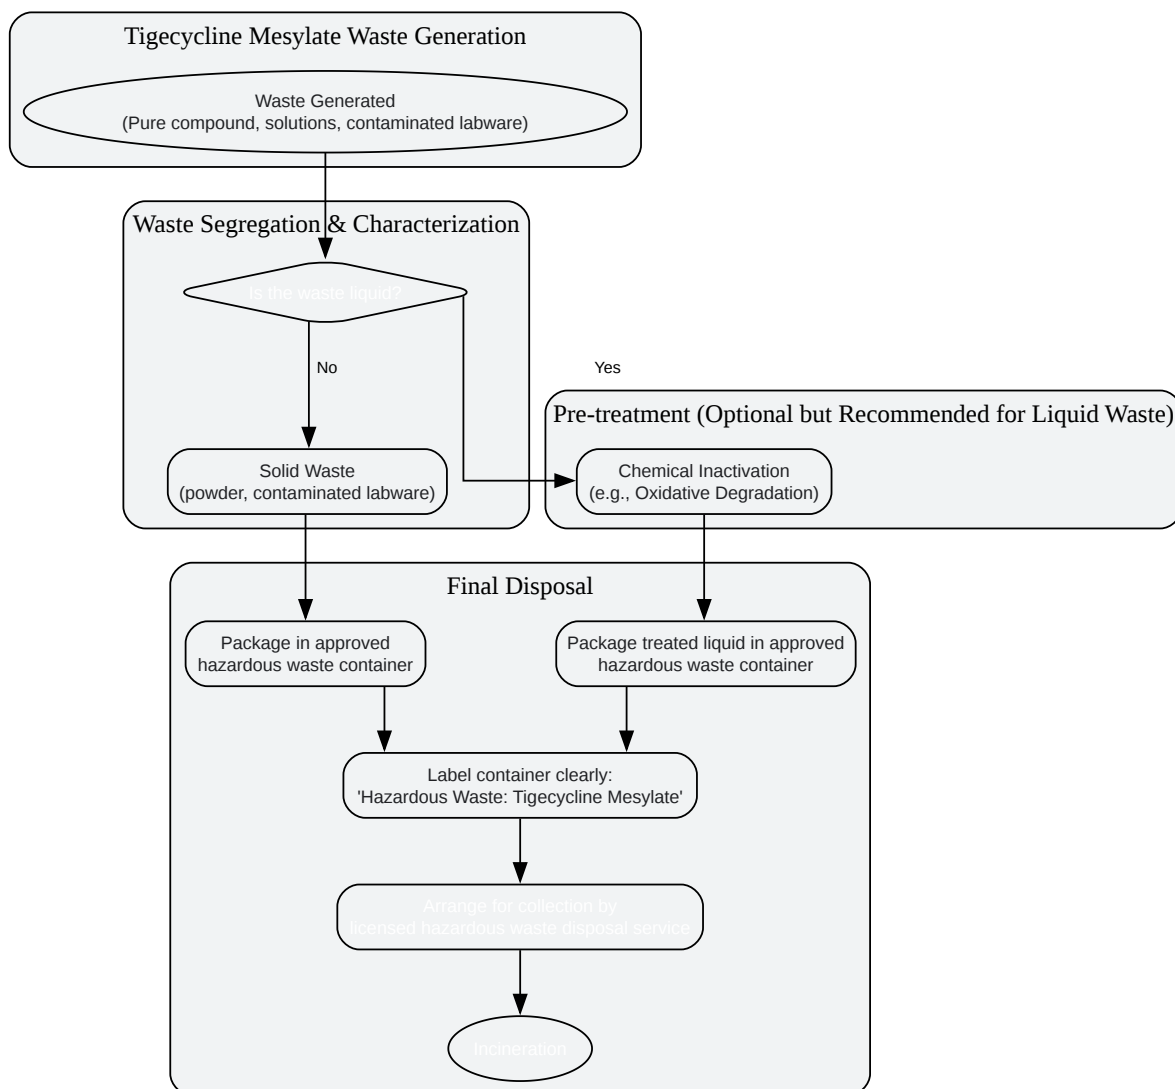 Tigecycline Mesylate Waste Generation
Waste Generated
(Pure compound, solutions, contaminated labware)
Waste Segregation & Characterization
Is the waste liquid?
No
Yes
Pre-treatment (Optional but Recommended for Liquid Waste)
Solid Waste
(powder, contaminated labware)
Chemical Inactivation
(e.g., Oxidative Degradation)
Final Disposal
Package in approved
hazardous waste container
Package treated liquid in approved
hazardous waste container
Label container clearly:
'Hazardous Waste: Tigecycline Mesylate'
Arrange for collection by
licensed hazardous waste disposal service
Incineration